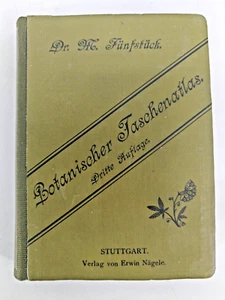 Dr. M. Fünfstück.
Botanischer Taschenatlas.
Dritte Auflage.
STUTTGART.
Verlag von Erwin Nägele.